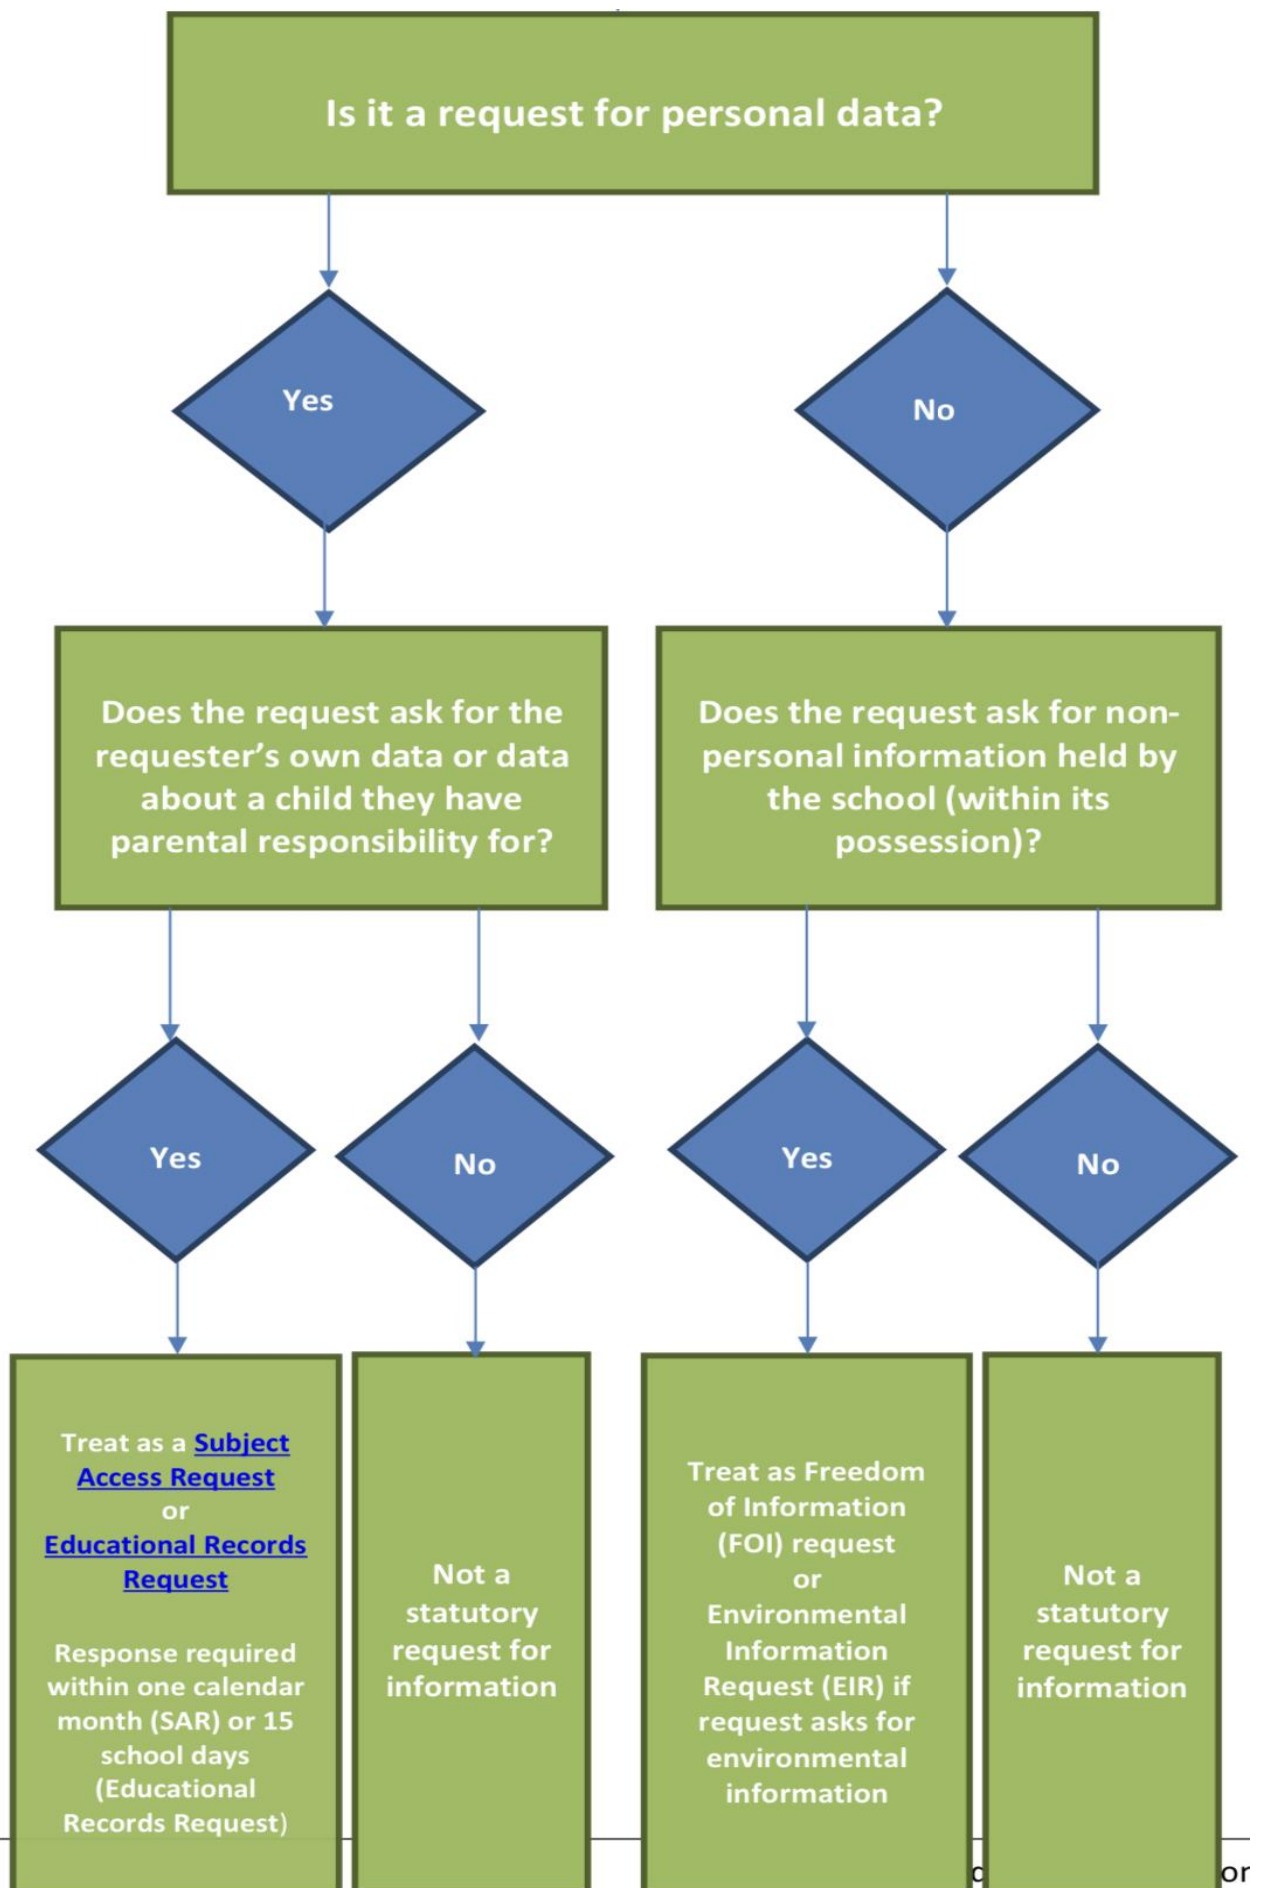 Is it a request for personal data?
Yes
No
Does the request ask for the
requester’s own data or data
about a child they have
parental responsibility for?
Does the request ask for non-
personal information held by
the school (within its
possession)?
Yes
No
Yes
No
Treat as a Subject
Access Request
or
Educational Records
Request
Response required
within one calendar
month (SAR) or 15
school days
(Educational
Records Request)
Not a
statutory
request for
information
Treat as Freedom
of Information
(FOI) request
or
Environmental
Information
Request (EIR) if
request asks for
environmental
information
Not a
statutory
request for
information